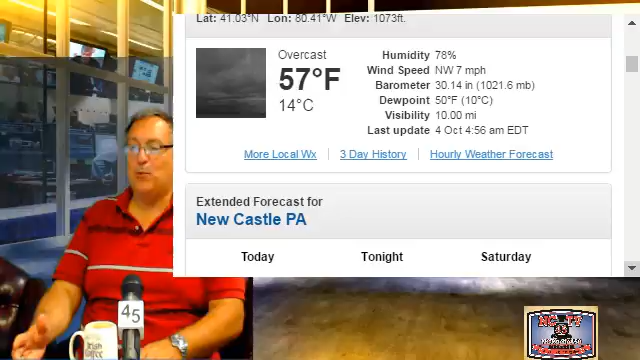 Lat: 41.03°N Lon: 80.41°W Elev: 1073ft.
Overcast
57°F
14°C
Humidity 78%
Wind Speed NW 7 mph
Barometer 30.14 in (1021.6 mb)
Dewpoint 50°F (10°C)
Visibility 10.00 mi
Last update 4 Oct 4:56 am EDT
More Local Wx
3 Day History
Hourly Weather Forecast
Extended Forecast for
New Castle PA
Today
Tonight
Saturday
45
Irish